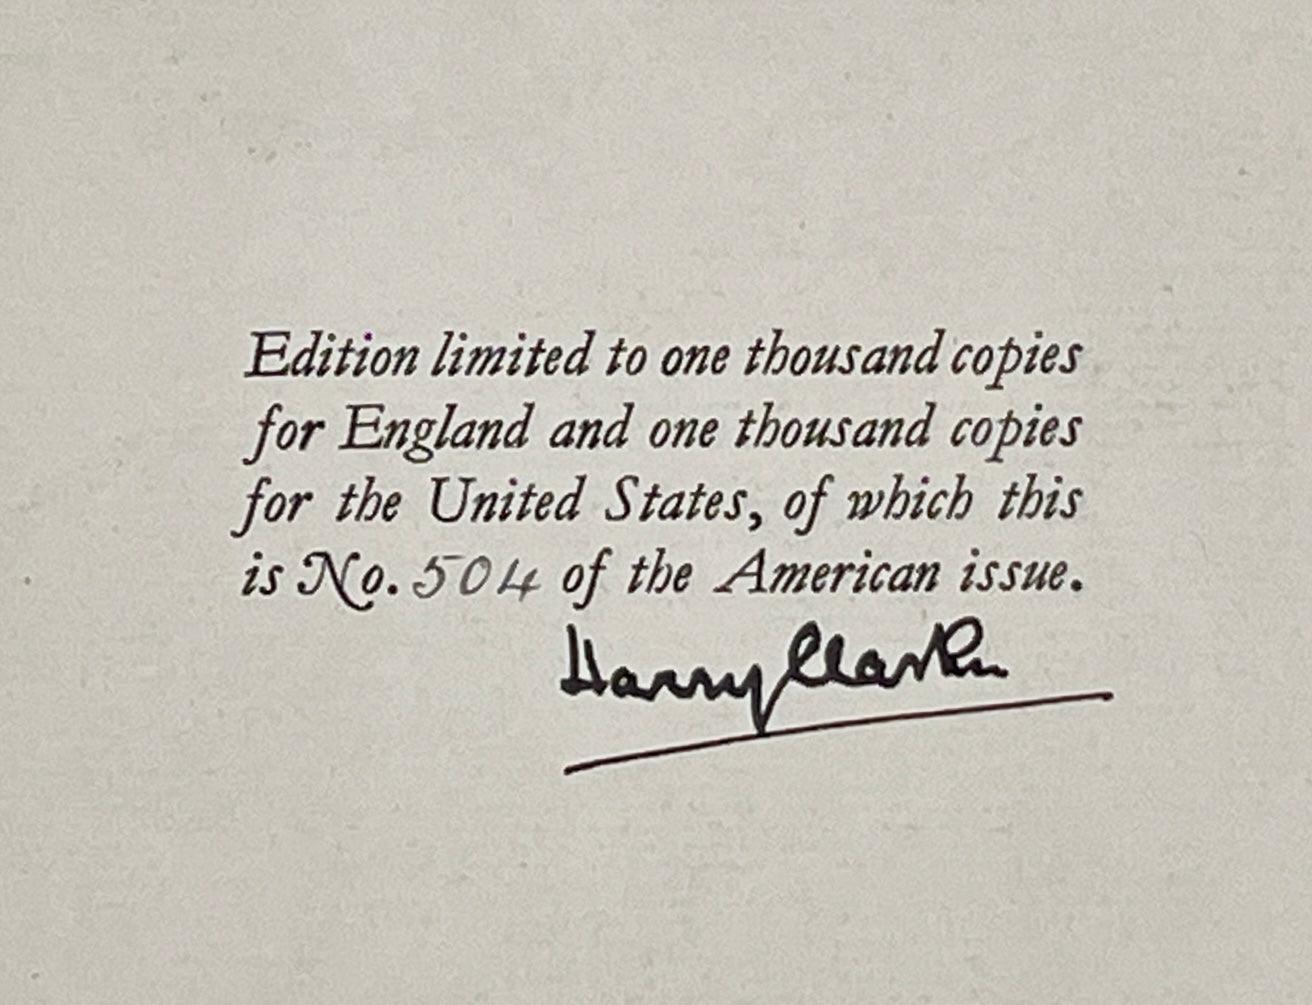 Edition limited to one thousand copies
for England and one thousand copies
for the United States, of which this
is No. 504 of the American issue.
Harry Clarke